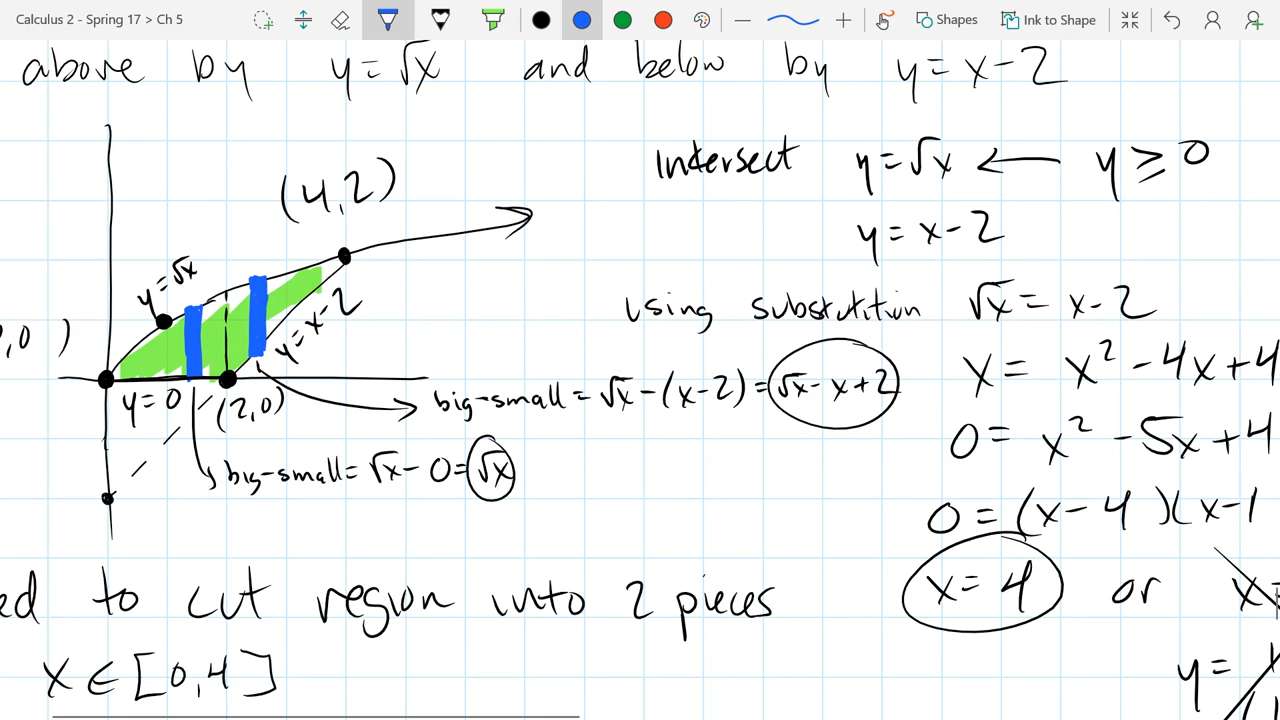 Calculus 2 - Spring 17 > Ch 5
Shapes
Ink to Shape
above by y = √x and below by y = x - 2
Intersect y = √x ← y ≥ 0
y = x - 2
(4, 2)
y = √x
y = x - 2
, 0 )
y = 0
(2, 0)
using substitution √x = x - 2
x = x² - 4x + 4
big-small = √x - (x - 2) = √x - x + 2
0 = x² - 5x + 4
big-small = √x - 0 = √x
0 = (x - 4)(x - 1
to cut region into 2 pieces
x = 4 or x =
x ∈ [0, 4]
y =